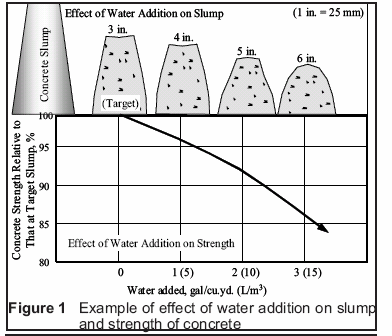 Effect of Water Addition on Slump
(1 in. = 25 mm)
3 in.
4 in.
5 in.
6 in.
Concrete Slump
(Target)
100
95
90
85
80
Concrete Strength Relative to
That at Target Slump, %
Effect of Water Addition on Strength
0
1(5)
2 (10)
3 (15)
Water added, gal/cu.yd. (L/m³)
Figure 1 Example of effect of water addition on slump
and strength of concrete